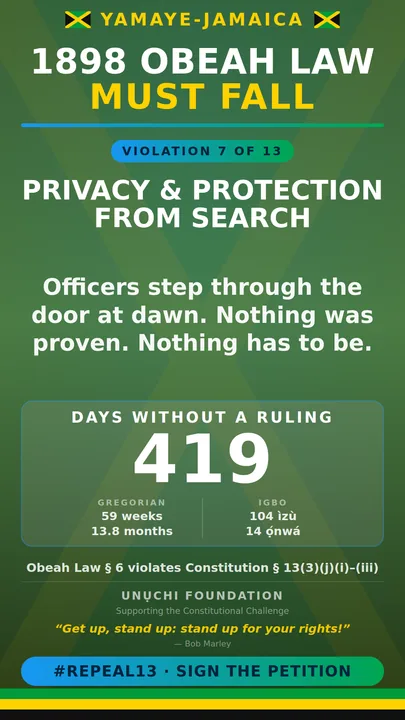 YAMAYE-JAMAICA
1898 OBEAH LAW
MUST FALL
VIOLATION 7 OF 13
PRIVACY & PROTECTION
FROM SEARCH
Officers step through the
door at dawn. Nothing was
proven. Nothing has to be.
DAYS WITHOUT A RULING
419
GREGORIAN
59 weeks
13.8 months
IGBO
104 ìzù
14 ọ́nwá
Obeah Law § 6 violates Constitution § 13(3)(j)(i)–(iii)
UNỤCHI FOUNDATION
Supporting the Constitutional Challenge
“Get up, stand up: stand up for your rights!”
— Bob Marley
#REPEAL13 · SIGN THE PETITION